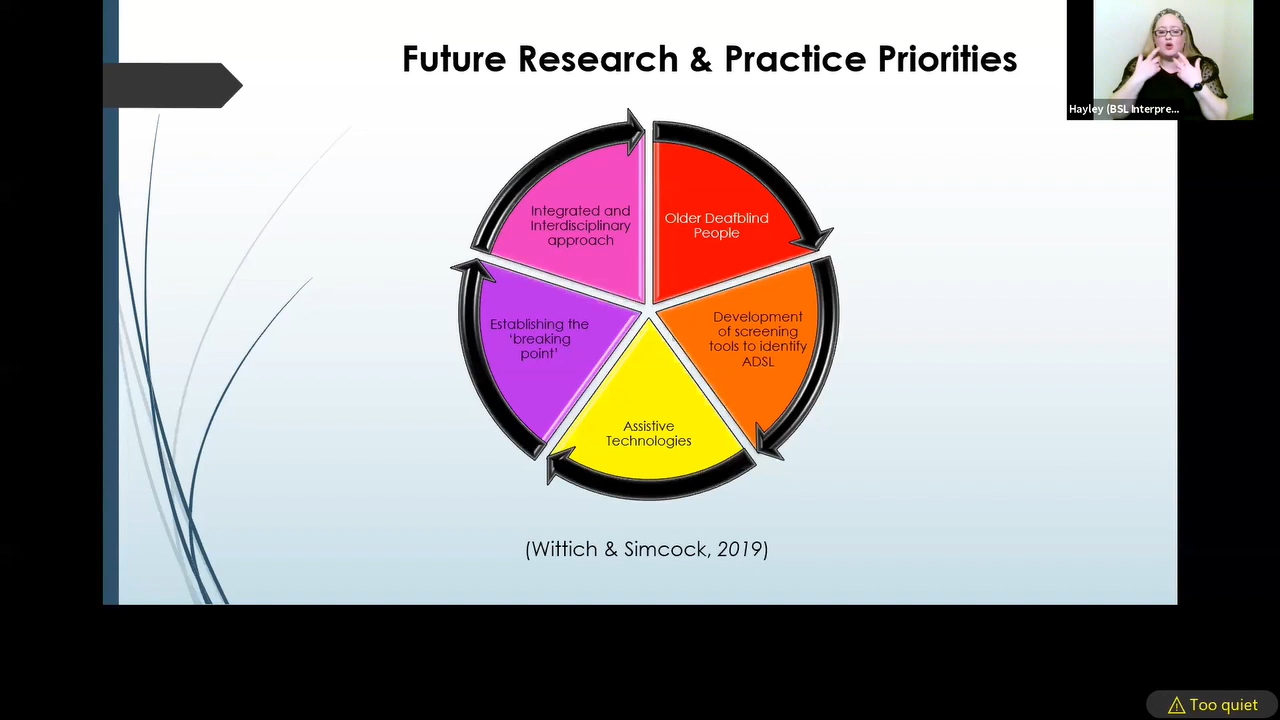 Future Research & Practice Priorities
Hayley (BSL Interpre...
Integrated and
Interdisciplinary
approach
Older Deafblind
People
Establishing the
‘breaking
point’
Development
of screening
tools to identify
ADSL
Assistive
Technologies
(Wittich & Simcock, 2019)
Too quiet